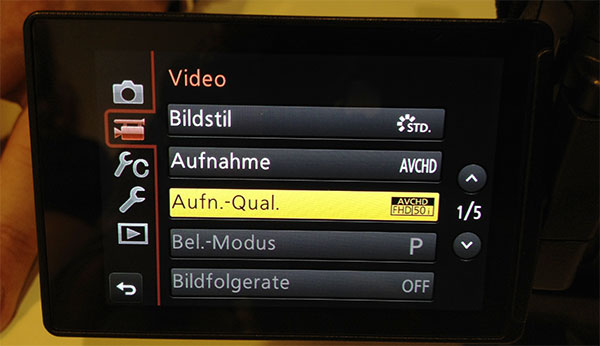 Video
Bildstil STD.
Aufnahme AVCHD
Aufn.-Qual. AVCHD FHD 50i
1/5
Bel.-Modus P
Bildfolgerate OFF
C